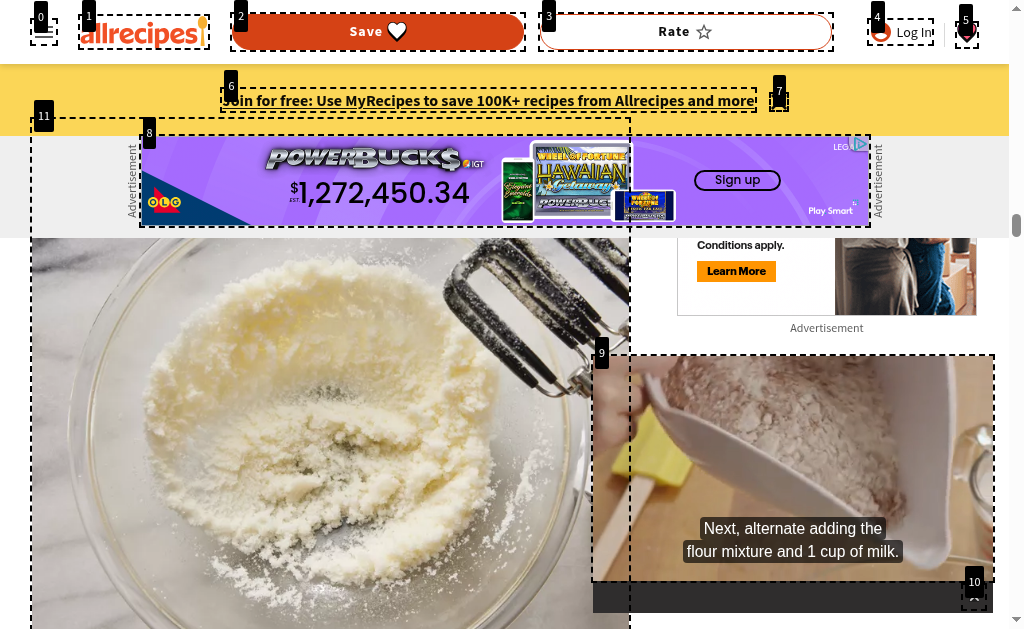 0
1
2
3
4
5
allrecipes
Save
Rate
Log In
6
7
Join for free: Use MyRecipes to save 100K+ recipes from Allrecipes and more
11
8
Advertisement
POWERBUCK$
IGT
$1,272,450.34
EST.
OLG
WHEEL OF FORTUNE
HAWAIIAN
Getaway
POWERBUCKS
Sign up
Play Smart
Advertisement
Conditions apply.
Learn More
Advertisement
9
Next, alternate adding the
flour mixture and 1 cup of milk.
10